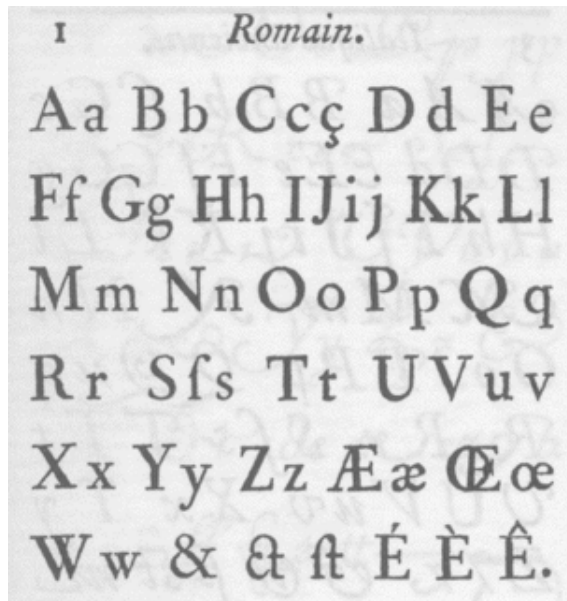 1 Romain.
Aa Bb Ccç Dd Ee
Ff Gg Hh IJij Kk Ll
Mm Nn Oo Pp Qq
Rr Sſs Tt UVuv
Xx Yy Zz Ææ Œœ
Ww & ct ſt É È Ê.